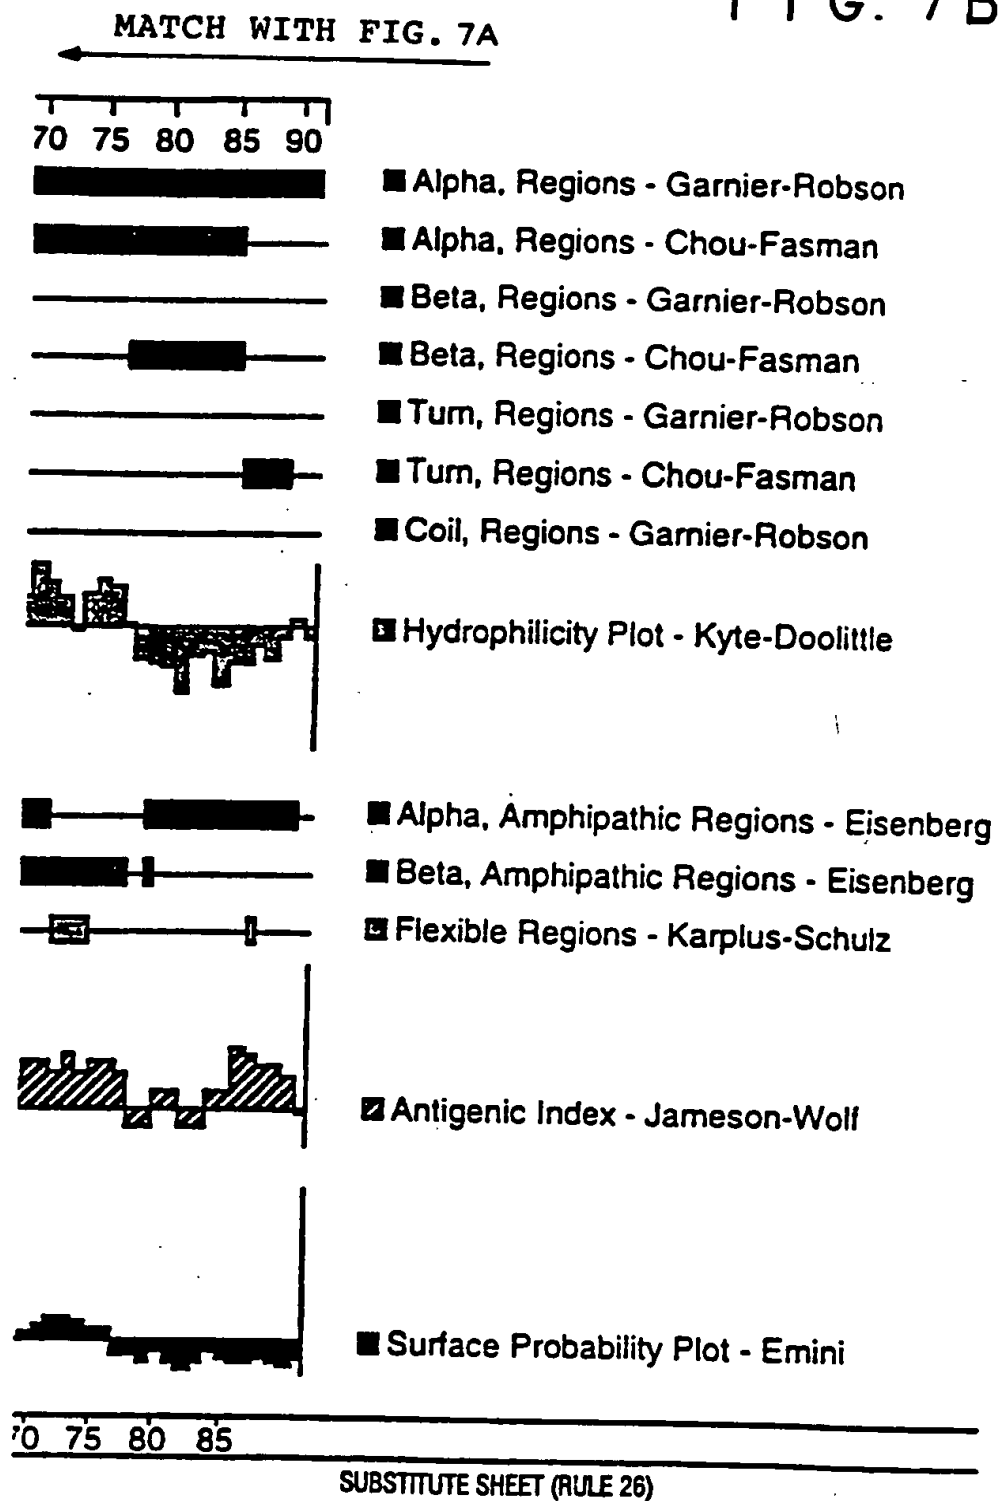 FIG. 7B
MATCH WITH FIG. 7A
70 75 80 85 90
Alpha, Regions - Garnier-Robson
Alpha, Regions - Chou-Fasman
Beta, Regions - Garnier-Robson
Beta, Regions - Chou-Fasman
Turn, Regions - Garnier-Robson
Turn, Regions - Chou-Fasman
Coil, Regions - Garnier-Robson
Hydrophilicity Plot - Kyte-Doolittle
Alpha, Amphipathic Regions - Eisenberg
Beta, Amphipathic Regions - Eisenberg
Flexible Regions - Karplus-Schulz
Antigenic Index - Jameson-Wolf
Surface Probability Plot - Emini
70 75 80 85
SUBSTITUTE SHEET (RULE 26)